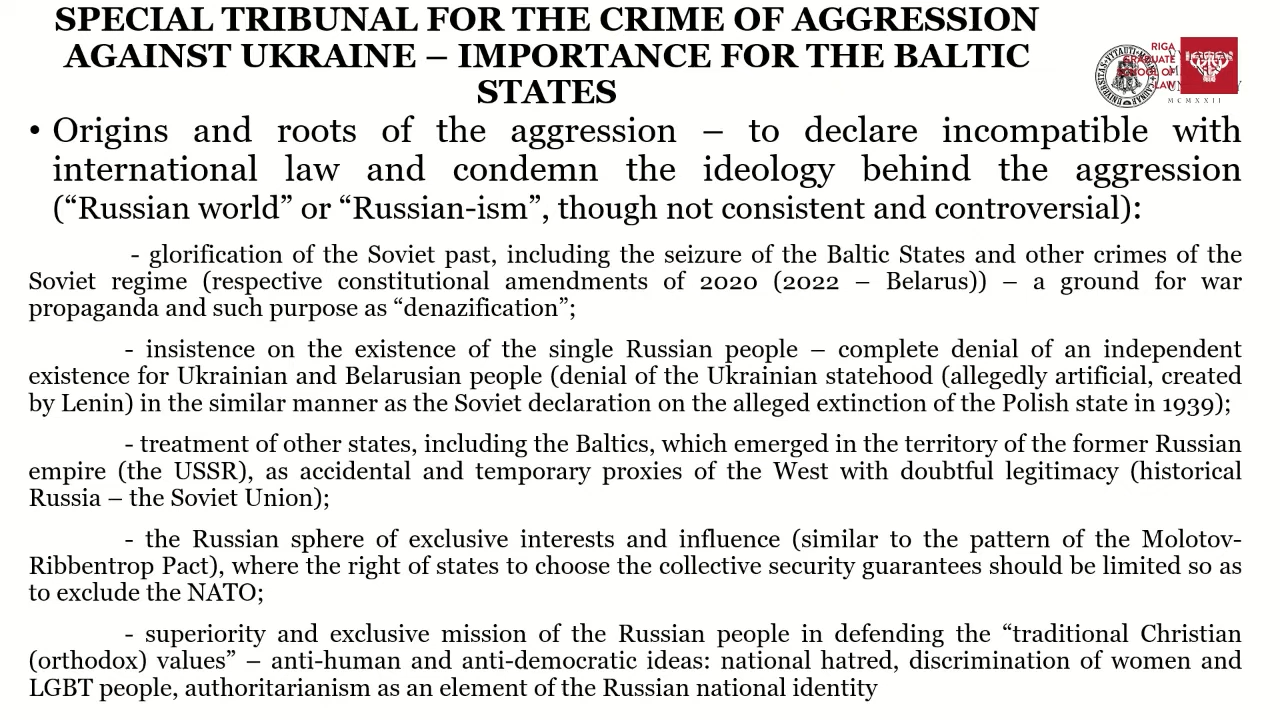 SPECIAL TRIBUNAL FOR THE CRIME OF AGGRESSION
AGAINST UKRAINE – IMPORTANCE FOR THE BALTIC
STATES
RIGA
GRADUATE
SCHOOL OF
LAW
MCMXXII
• Origins and roots of the aggression – to declare incompatible with
international law and condemn the ideology behind the aggression
(“Russian world” or “Russian-ism”, though not consistent and controversial):
- glorification of the Soviet past, including the seizure of the Baltic States and other crimes of the
Soviet regime (respective constitutional amendments of 2020 (2022 – Belarus)) – a ground for war
propaganda and such purpose as “denazification”;
- insistence on the existence of the single Russian people – complete denial of an independent
existence for Ukrainian and Belarusian people (denial of the Ukrainian statehood (allegedly artificial, created
by Lenin) in the similar manner as the Soviet declaration on the alleged extinction of the Polish state in 1939);
- treatment of other states, including the Baltics, which emerged in the territory of the former Russian
empire (the USSR), as accidental and temporary proxies of the West with doubtful legitimacy (historical
Russia – the Soviet Union);
- the Russian sphere of exclusive interests and influence (similar to the pattern of the Molotov-
Ribbentrop Pact), where the right of states to choose the collective security guarantees should be limited so as
to exclude the NATO;
- superiority and exclusive mission of the Russian people in defending the “traditional Christian
(orthodox) values” – anti-human and anti-democratic ideas: national hatred, discrimination of women and
LGBT people, authoritarianism as an element of the Russian national identity